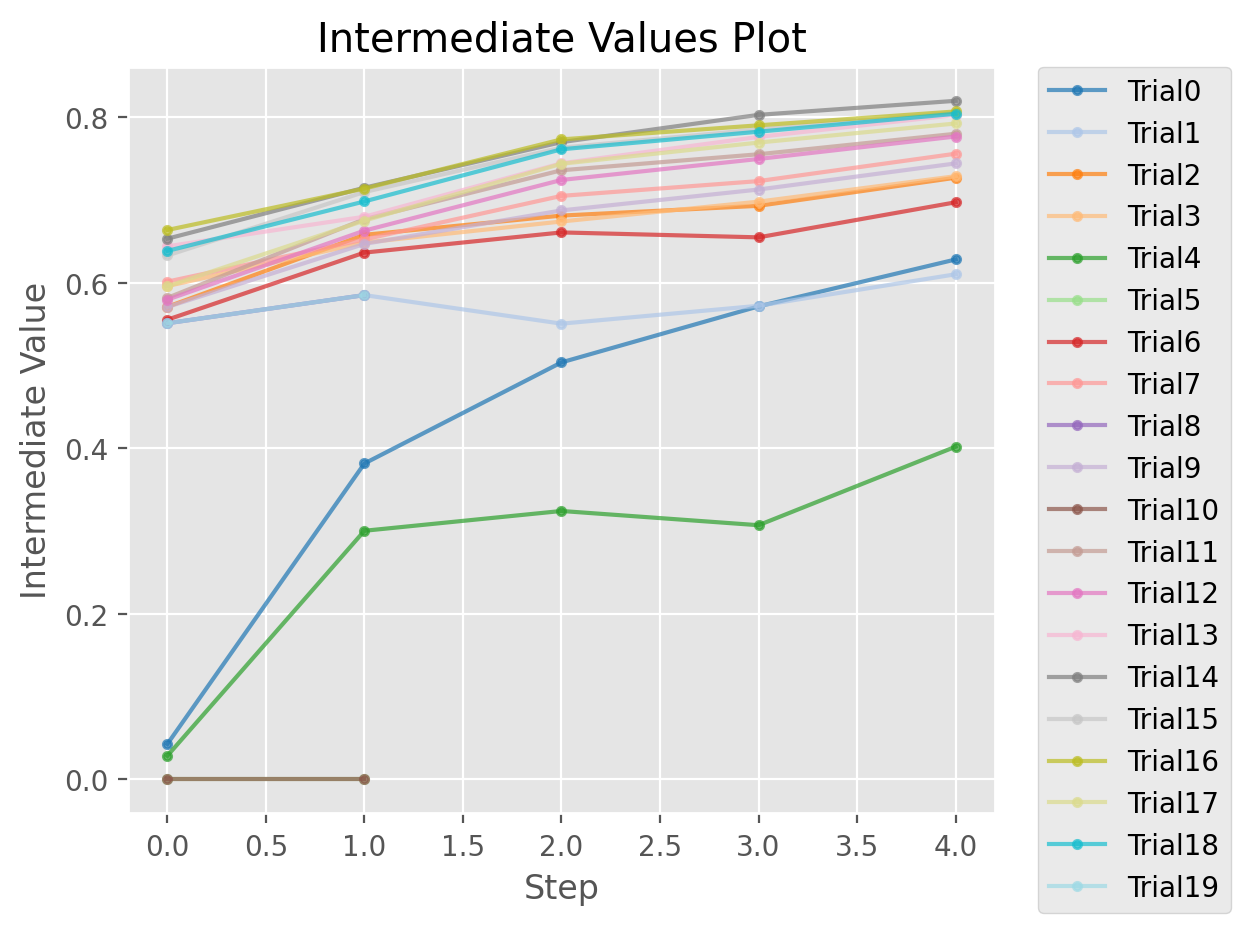 Intermediate Values Plot
Intermediate Value
0.8
0.6
0.4
0.2
0.0
0.0 0.5 1.0 1.5 2.0 2.5 3.0 3.5 4.0
Step
Trial0
Trial1
Trial2
Trial3
Trial4
Trial5
Trial6
Trial7
Trial8
Trial9
Trial10
Trial11
Trial12
Trial13
Trial14
Trial15
Trial16
Trial17
Trial18
Trial19